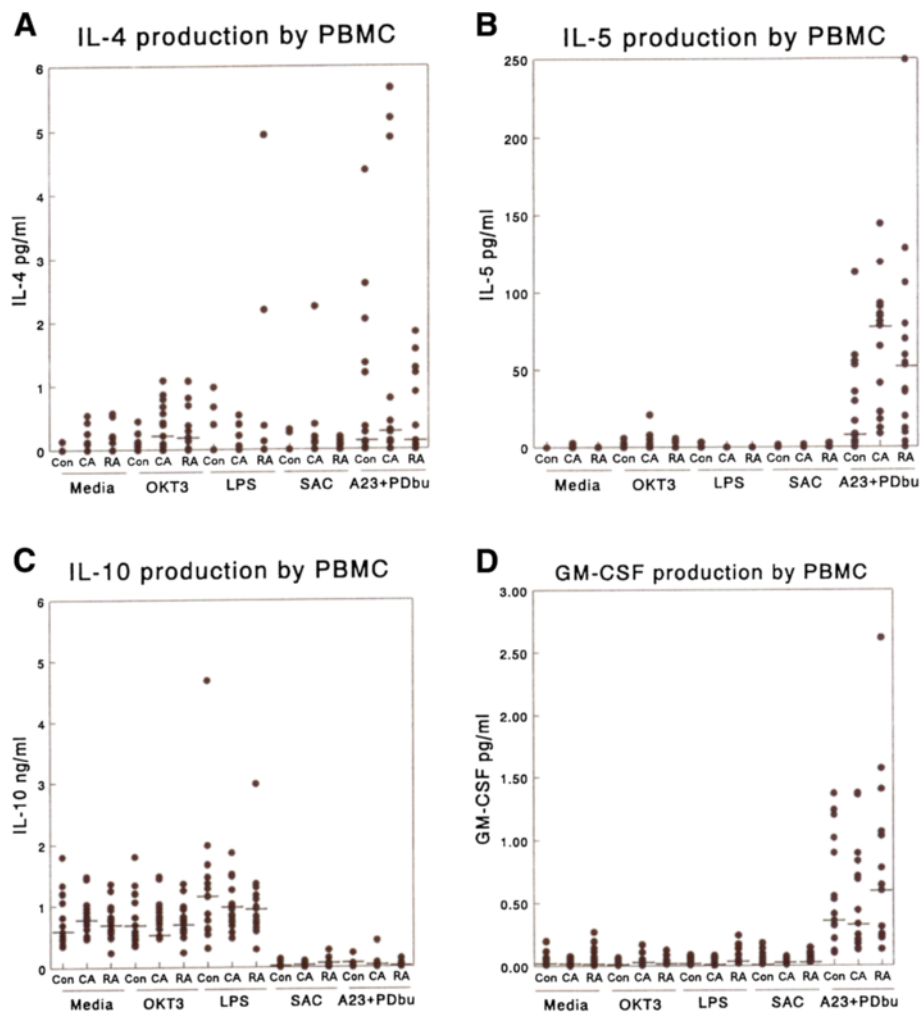 A
IL-4 production by PBMC
6
5
4
3
2
1
0
IL-4 pg/ml
Con CA RA Con CA RA Con CA RA Con CA RA Con CA RA
Media OKT3 LPS SAC A23+PDbu
B
IL-5 production by PBMC
250
200
150
100
50
0
IL-5 pg/ml
Con CA RA Con CA RA Con CA RA Con CA RA Con CA RA
Media OKT3 LPS SAC A23+PDbu
C
IL-10 production by PBMC
6
5
4
3
2
1
0
IL-10 ng/ml
Con CA RA Con CA RA Con CA RA Con CA RA Con CA RA
Media OKT3 LPS SAC A23+PDbu
D
GM-CSF production by PBMC
3.00
2.50
2.00
1.50
1.00
0.50
0.00
GM-CSF pg/ml
Con CA RA Con CA RA Con CA RA Con CA RA Con CA RA
Media OKT3 LPS SAC A23+PDbu